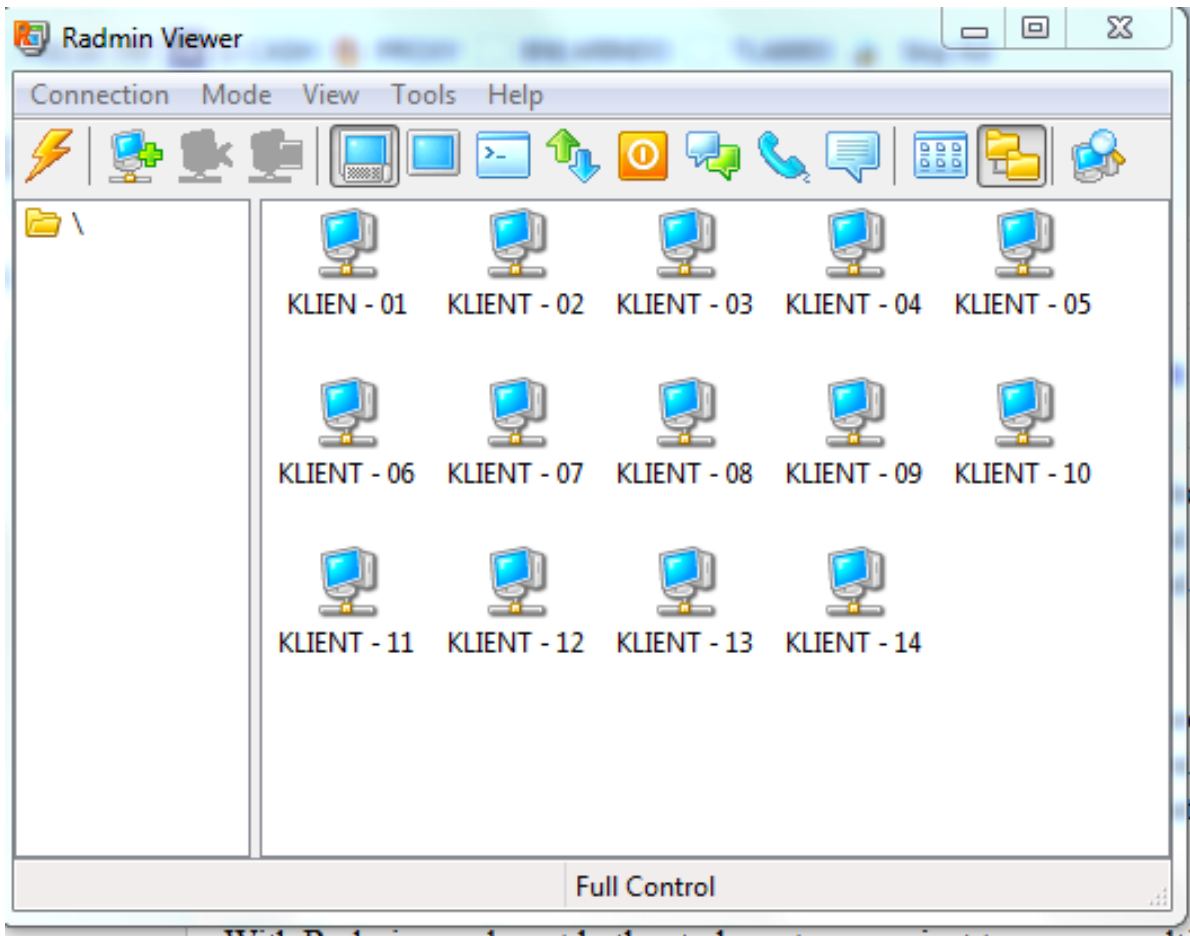 Radmin Viewer
Connection Mode View Tools Help
\
KLIEN - 01 KLIENT - 02 KLIENT - 03 KLIENT - 04 KLIENT - 05
KLIENT - 06 KLIENT - 07 KLIENT - 08 KLIENT - 09 KLIENT - 10
KLIENT - 11 KLIENT - 12 KLIENT - 13 KLIENT - 14
Full Control